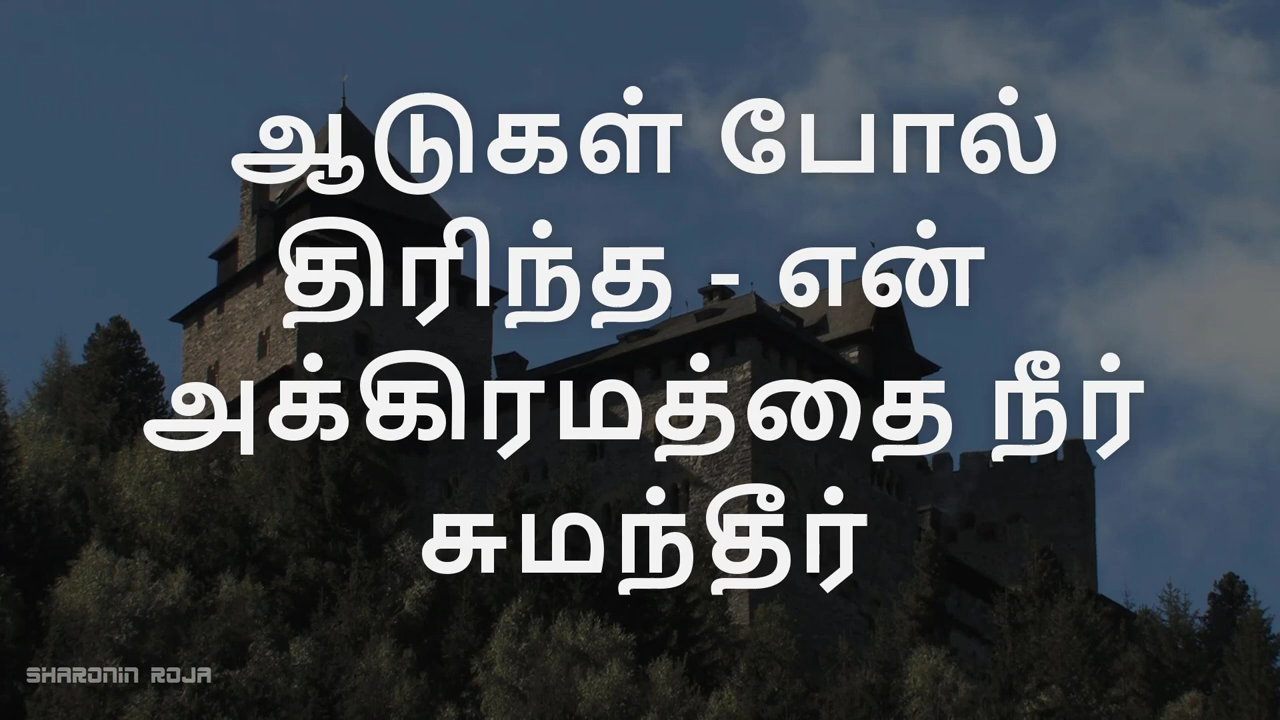 ஆடுகள் போல்
திரிந்த - என்
அக்கிரமத்தை நீர்
சுமந்தீர்
SHARONIN ROJA